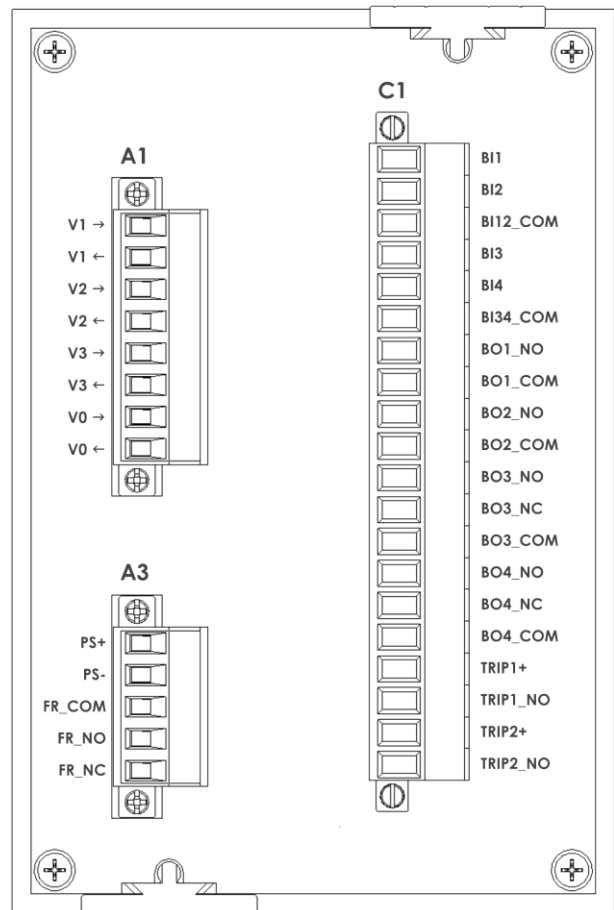 A1
V1 →
V1 ←
V2 →
V2 ←
V3 →
V3 ←
V0 →
V0 ←
A3
PS+
PS-
FR_COM
FR_NO
FR_NC
C1
BI1
BI2
BI12_COM
BI3
BI4
BI34_COM
BO1_NO
BO1_COM
BO2_NO
BO2_COM
BO3_NO
BO3_NC
BO3_COM
BO4_NO
BO4_NC
BO4_COM
TRIP1+
TRIP1_NO
TRIP2+
TRIP2_NO